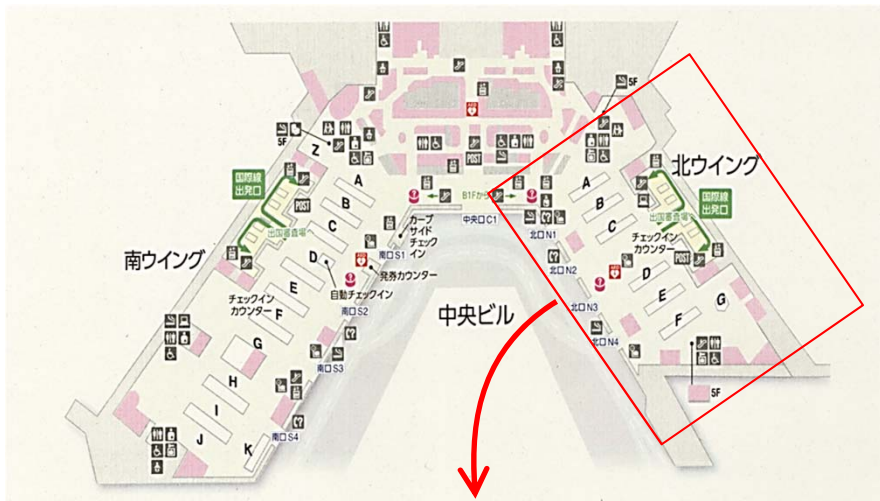 5F
5F
Z
POST
北ウイング
国際線
出発口
A
B
C
POST
B1Fから
中央口C1
カーブ
サイド
チェック
イン
南口S1
発券カウンター
自動チェックイン
南口S2
出国審査場へ
南ウイング
D
E
F
チェックイン
カウンター
G
H
I
J
K
南口S3
南口S4
中央ビル
北口N1
北口N2
北口N3
北口N4
A
B
C
出国審査場へ
国際線
出発口
チェックイン
カウンター
POST
D
E
F
G
5F